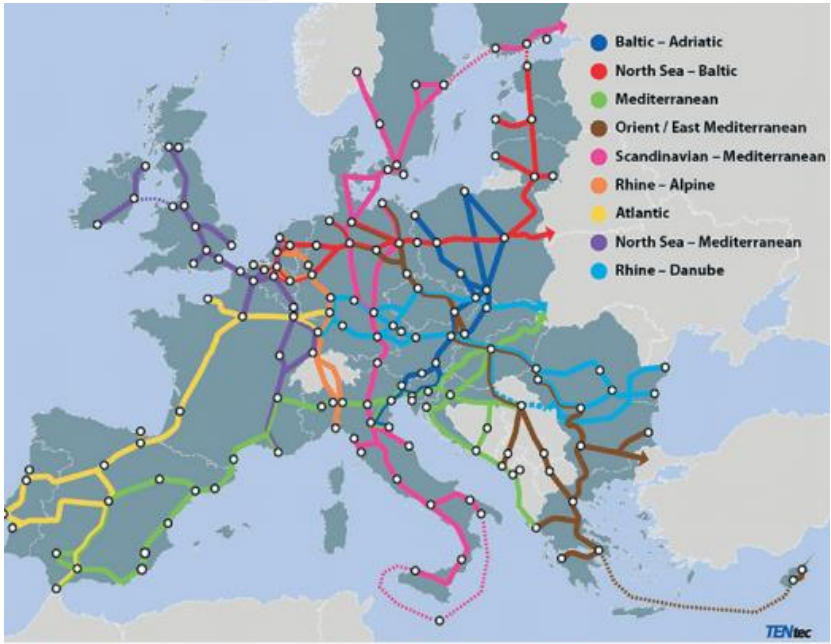 Baltic – Adriatic
North Sea – Baltic
Mediterranean
Orient / East Mediterranean
Scandinavian – Mediterranean
Rhine – Alpine
Atlantic
North Sea – Mediterranean
Rhine – Danube
TENtec